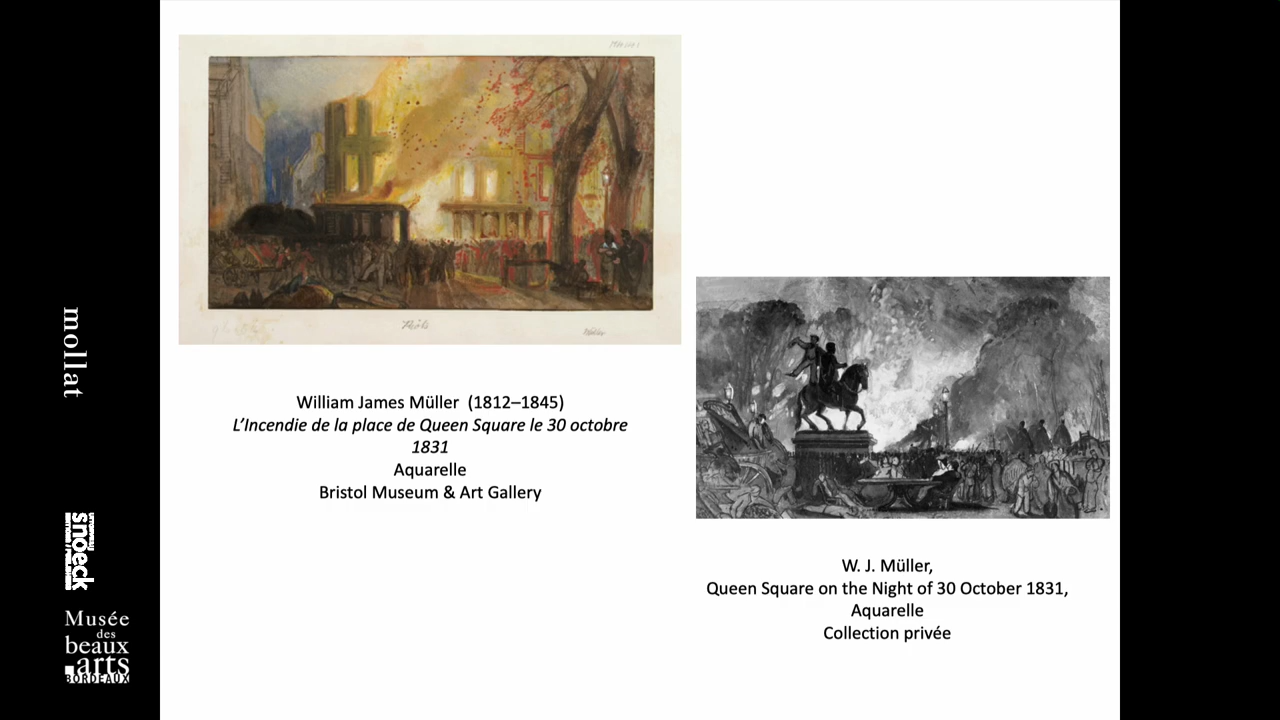 William James Müller (1812–1845)
L’Incendie de la place de Queen Square le 30 octobre
1831
Aquarelle
Bristol Museum & Art Gallery
W. J. Müller,
Queen Square on the Night of 30 October 1831,
Aquarelle
Collection privée
mollat
snoeck
Musée
des
beaux
arts
BORDEAUX